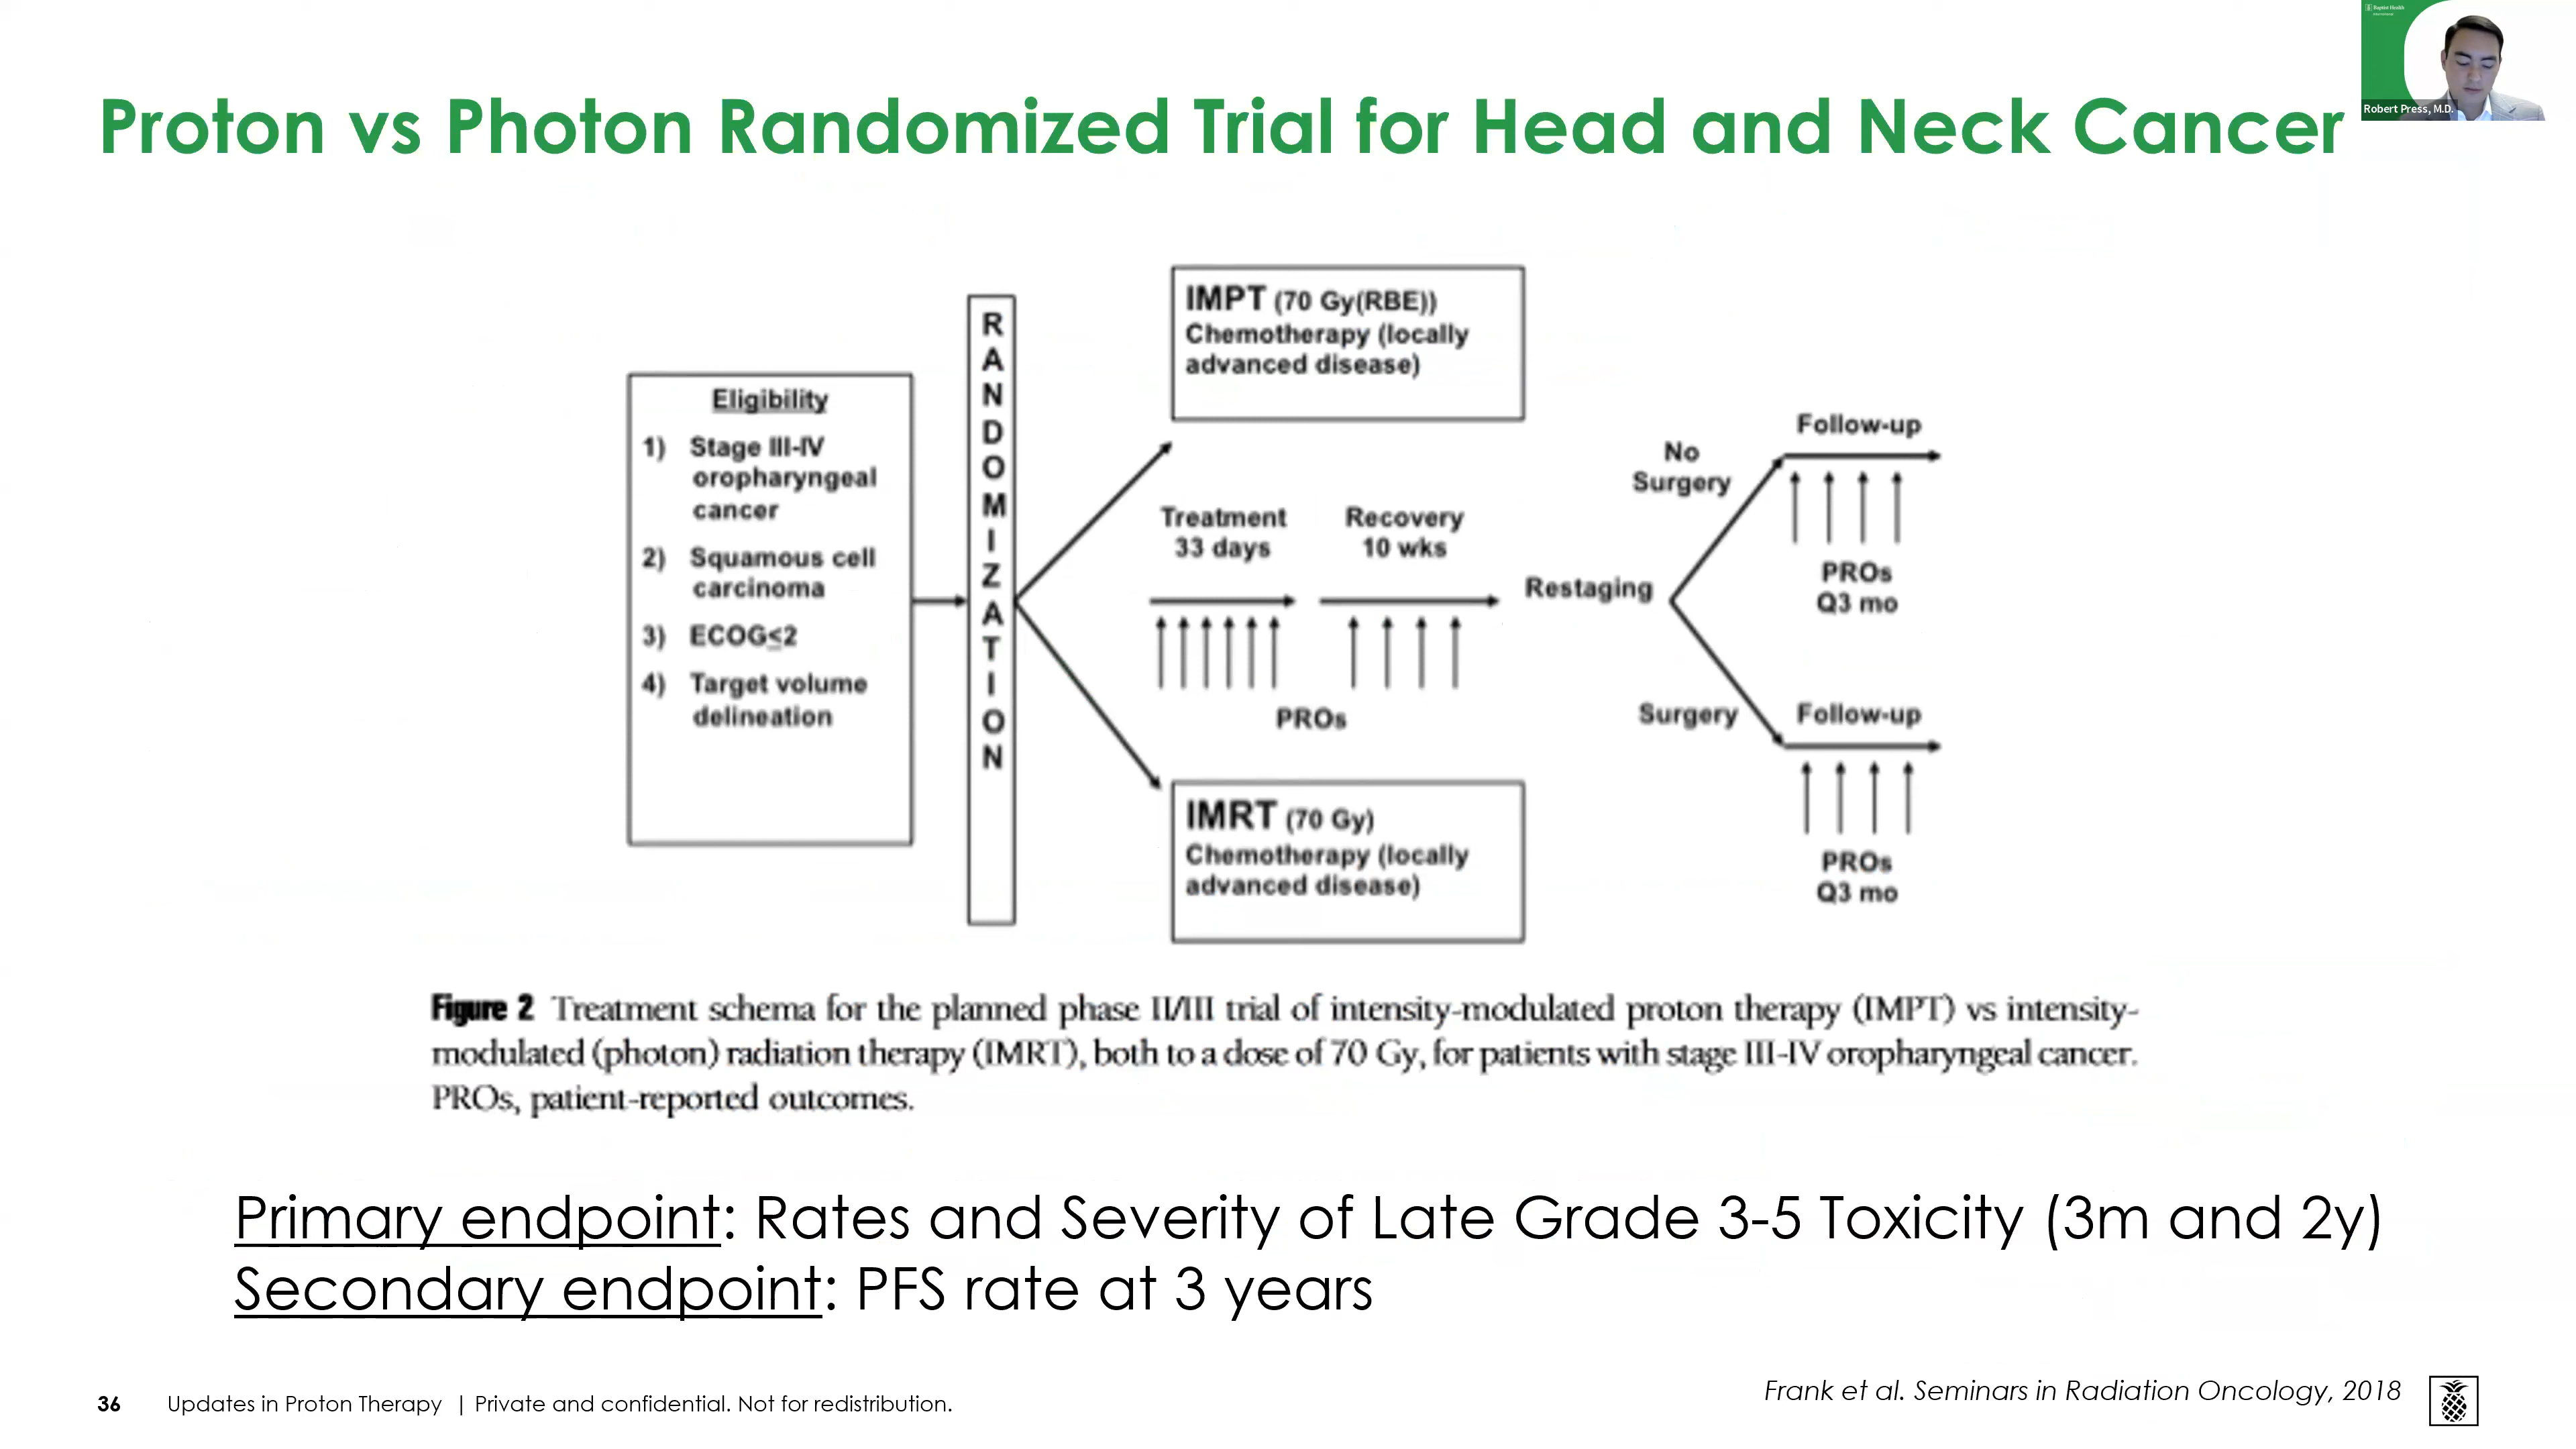 Baptist Health
Proton vs Photon Randomized Trial for Head and Neck Cancer
Robert Press, M.D.
Eligibility
1) Stage III-IV
oropharyngeal
cancer
2) Squamous cell
carcinoma
3) ECOG≤2
4) Target volume
delineation
RANDOMIZATION
IMPT (70 Gy(RBE))
Chemotherapy (locally
advanced disease)
Treatment
33 days
Recovery
10 wks
PROs
IMRT (70 Gy)
Chemotherapy (locally
advanced disease)
Restaging
No
Surgery
Follow-up
PROs
Q3 mo
Surgery
Follow-up
PROs
Q3 mo
Figure 2 Treatment schema for the planned phase II/III trial of intensity-modulated proton therapy (IMPT) vs intensity-
modulated (photon) radiation therapy (IMRT), both to a dose of 70 Gy, for patients with stage III-IV oropharyngeal cancer.
PROs, patient-reported outcomes.
Primary endpoint: Rates and Severity of Late Grade 3-5 Toxicity (3m and 2y)
Secondary endpoint: PFS rate at 3 years
36 Updates in Proton Therapy | Private and confidential. Not for redistribution.
Frank et al. Seminars in Radiation Oncology, 2018